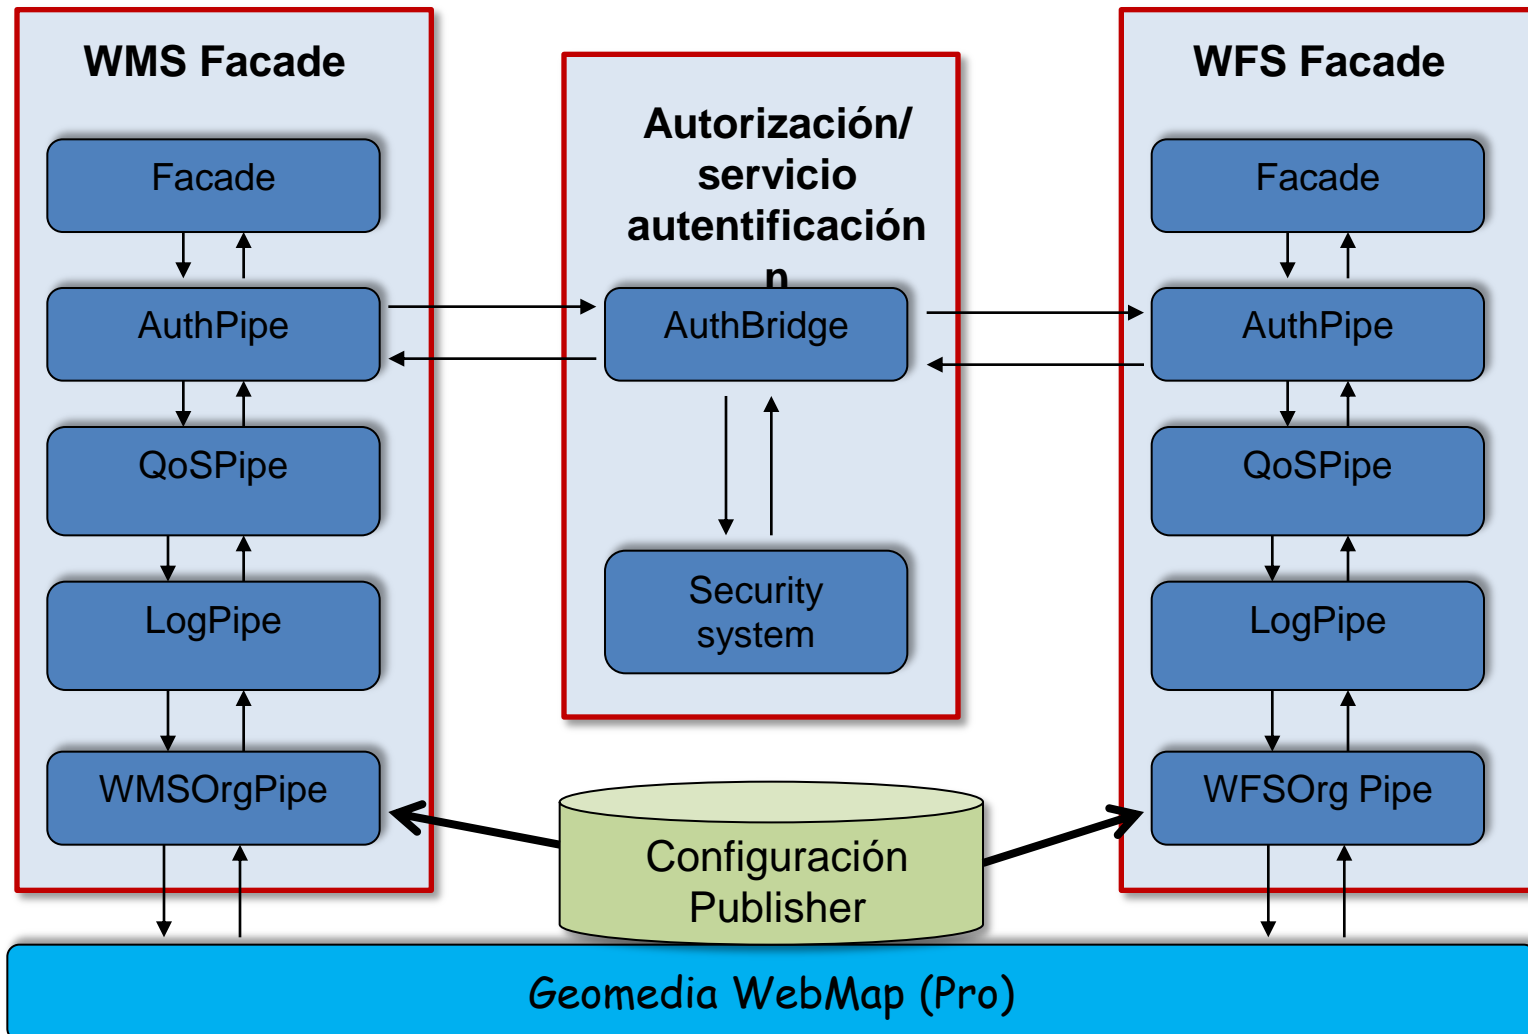 WMS Facade
Facade
AuthPipe
QoSPipe
LogPipe
WMSOrgPipe
Autorización/
servicio
autentificación
n
AuthBridge
Security
system
Configuración
Publisher
WFS Facade
Facade
AuthPipe
QoSPipe
LogPipe
WFSOrg Pipe
Geomedia WebMap (Pro)